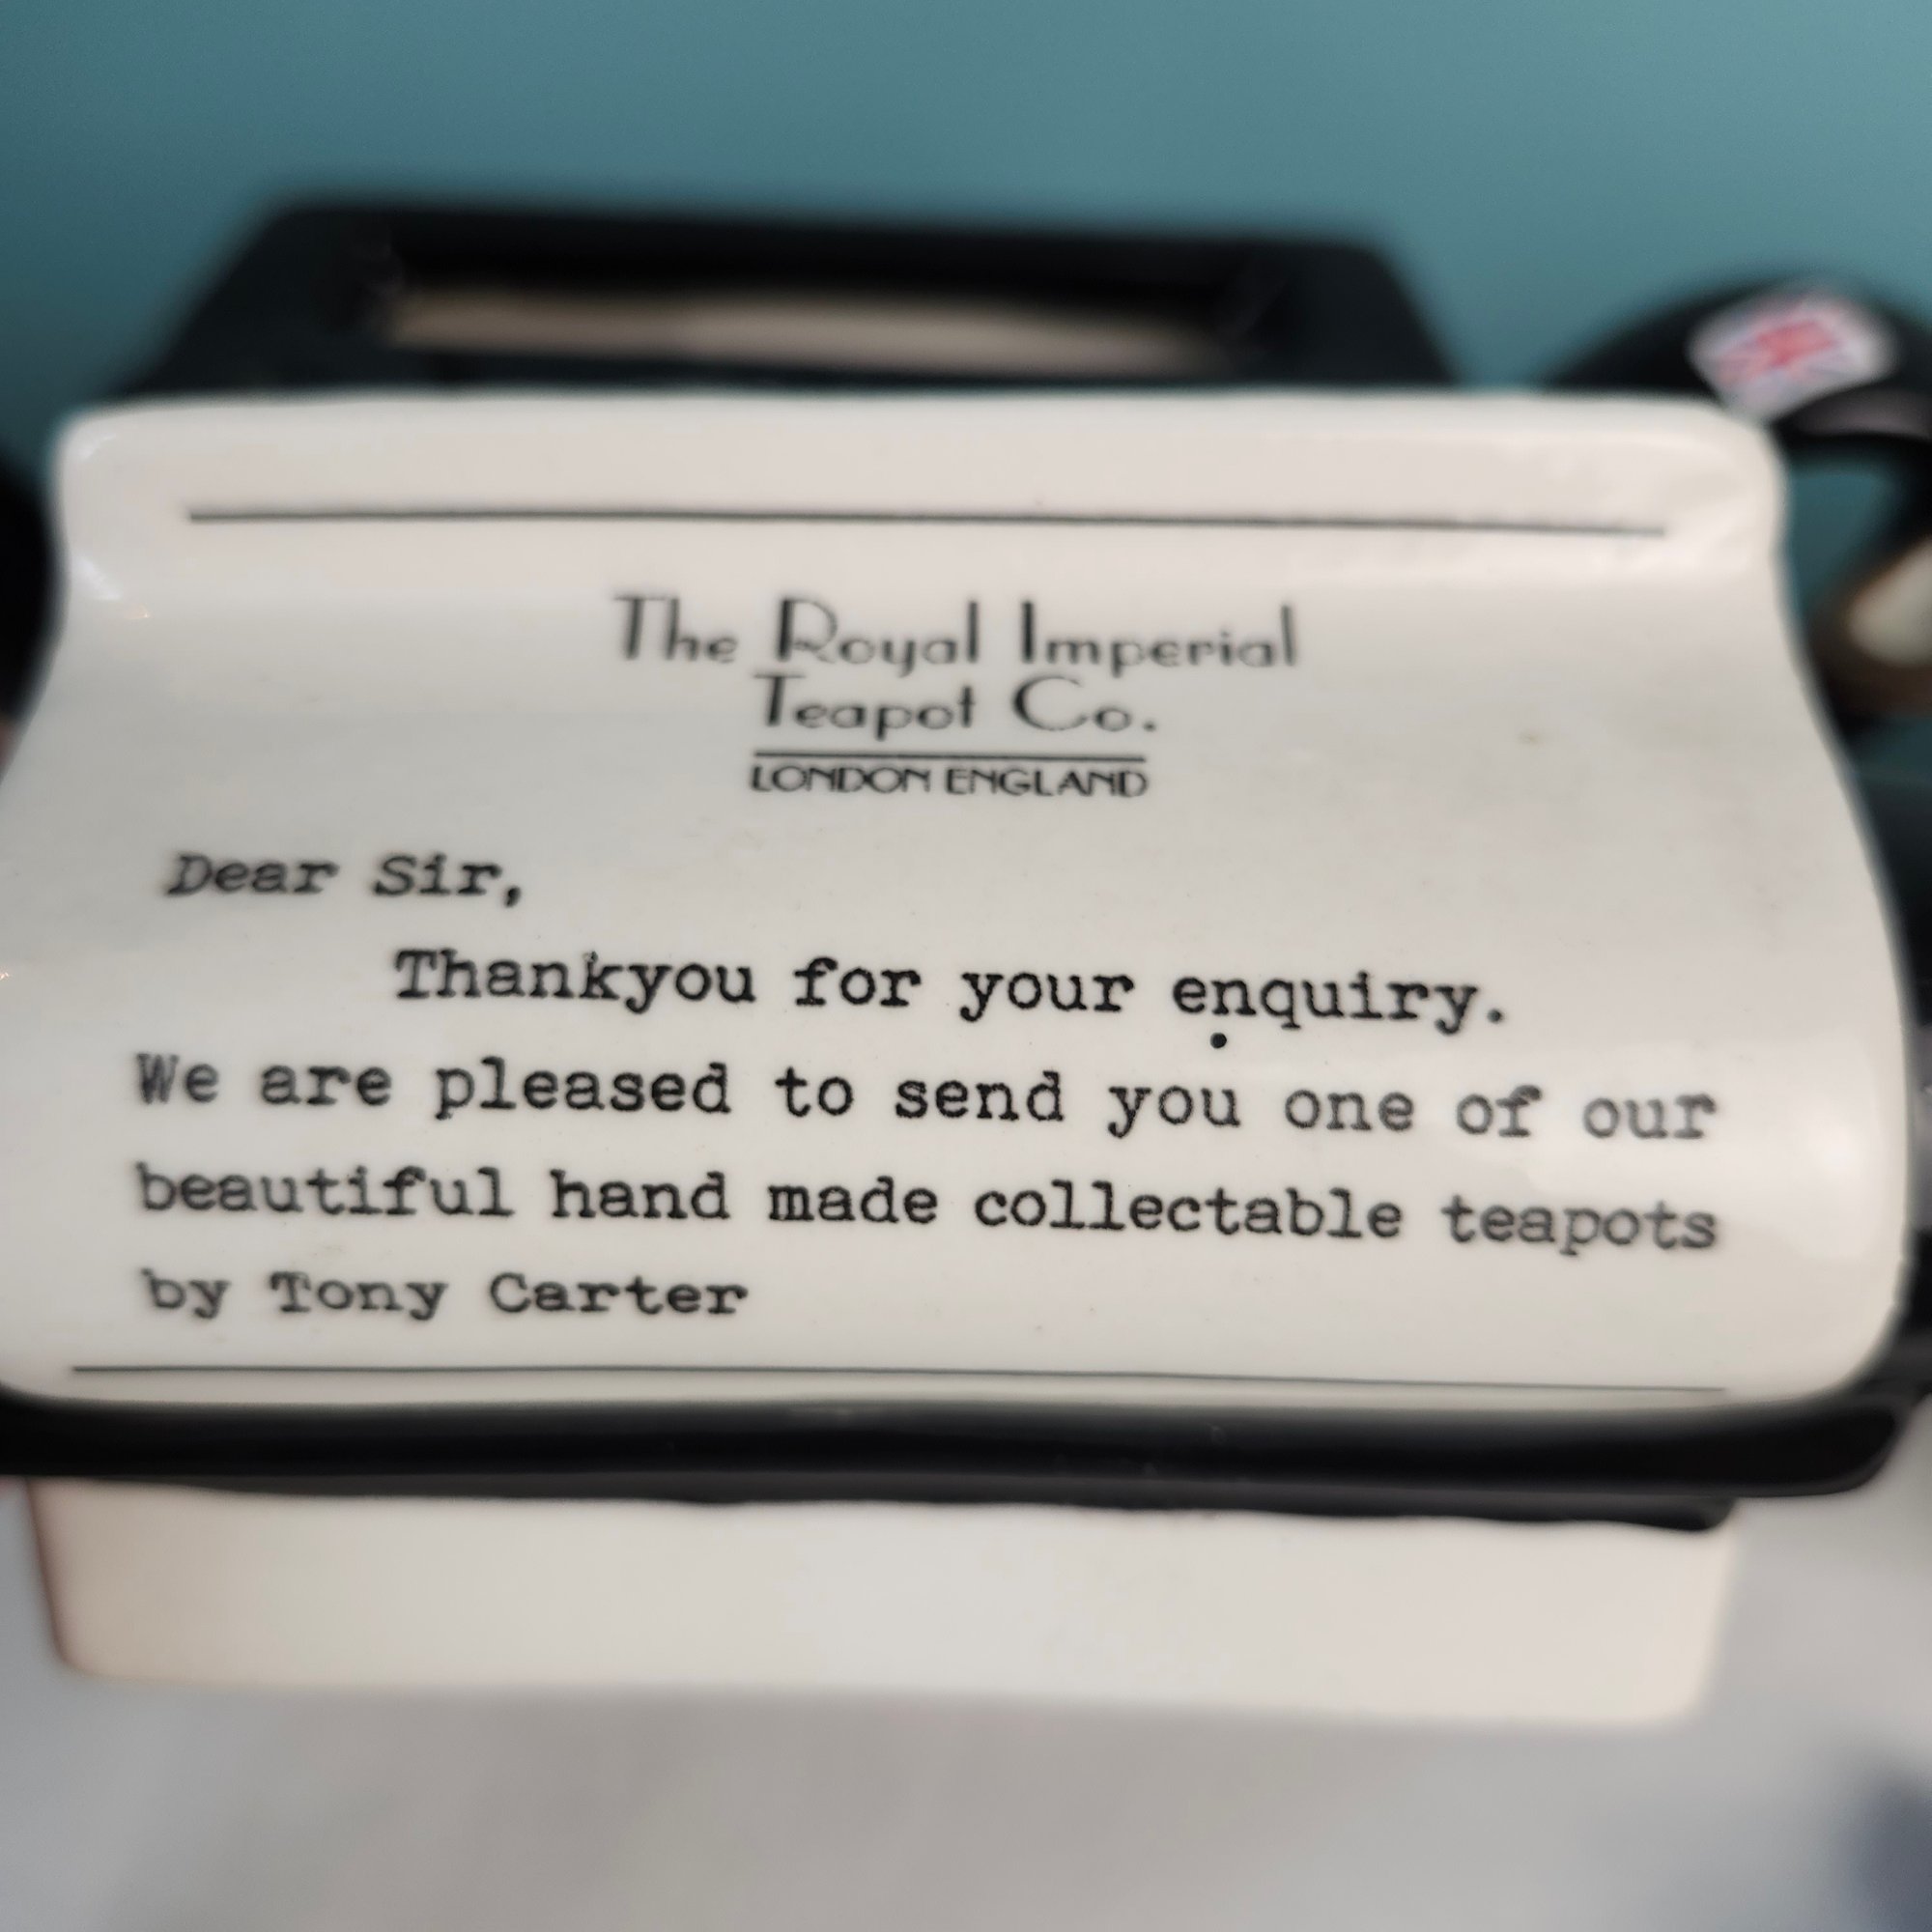 The Royal Imperial
Teapot Co.
LONDON ENGLAND
Dear Sir,
Thankyou for your enquiry.
We are pleased to send you one of our
beautiful hand made collectable teapots
by Tony Carter